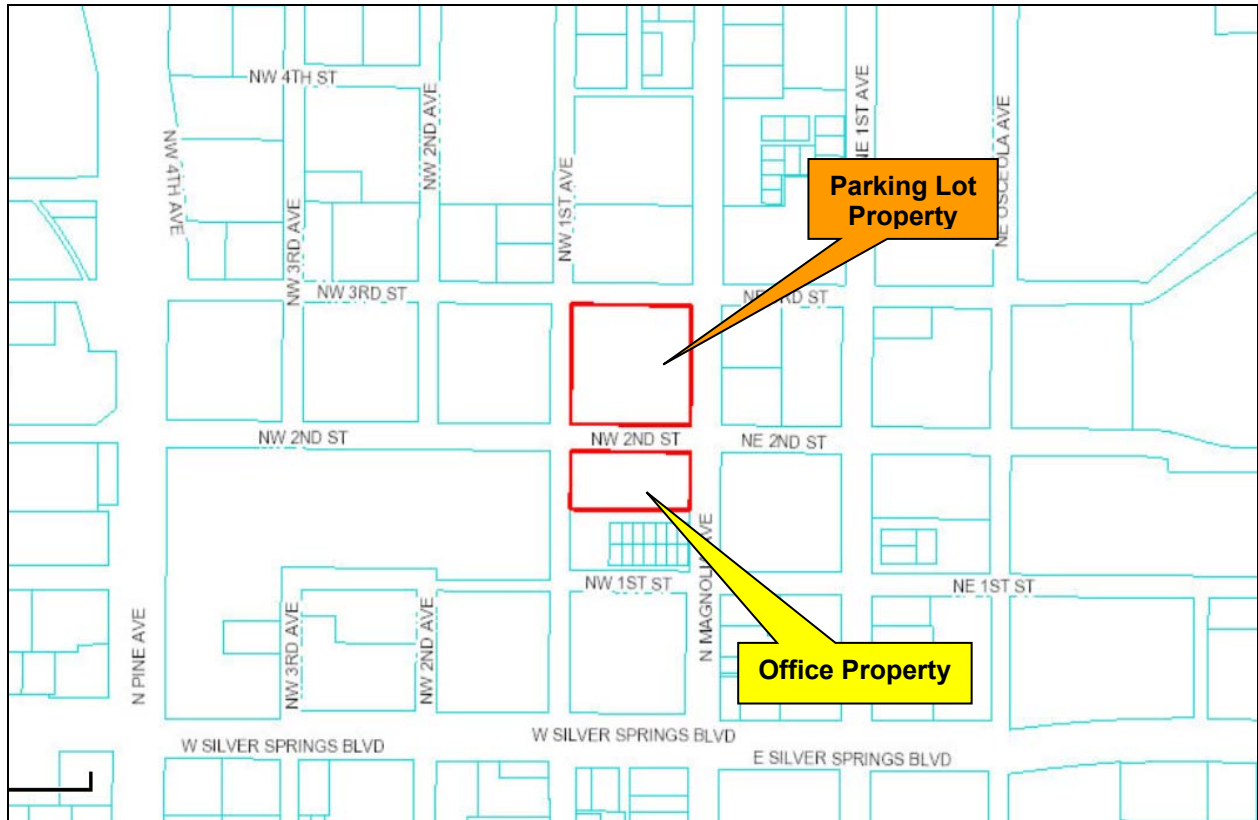 NW 4TH ST
NW 4TH AVE
NW 3RD AVE
NW 2ND AVE
NW 1ST AVE
NE 1ST AVE
NE OSCEOLA AVE
Parking Lot
Property
NW 3RD ST
NW 2ND ST
NW 2ND ST
NE 2ND ST
N MAGNOLIA AVE
NW 1ST ST
NE 1ST ST
N PINE AVE
NW 3RD AVE
NW 2ND AVE
Office Property
W SILVER SPRINGS BLVD
W SILVER SPRINGS BLVD
E SILVER SPRINGS BLVD